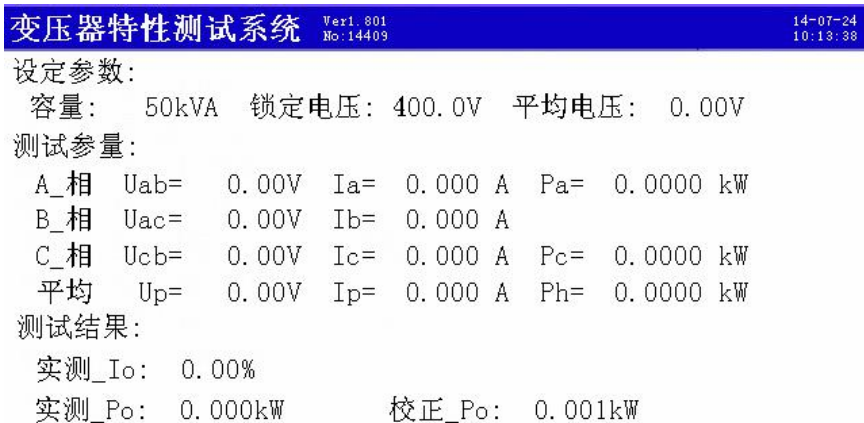 变压器特性测试系统 Ver1.801 14-07-24
No:14409 10:13:38
设定参数:
容量: 50kVA 锁定电压: 400.0V 平均电压: 0.00V
测试参量:
A_相 Uab= 0.00V Ia= 0.000 A Pa= 0.0000 kW
B_相 Uac= 0.00V Ib= 0.000 A
C_相 Ucb= 0.00V Ic= 0.000 A Pc= 0.0000 kW
平均 Up= 0.00V Ip= 0.000 A Ph= 0.0000 kW
测试结果:
实测_Io: 0.00%
实测_Po: 0.000kW 校正_Po: 0.001kW